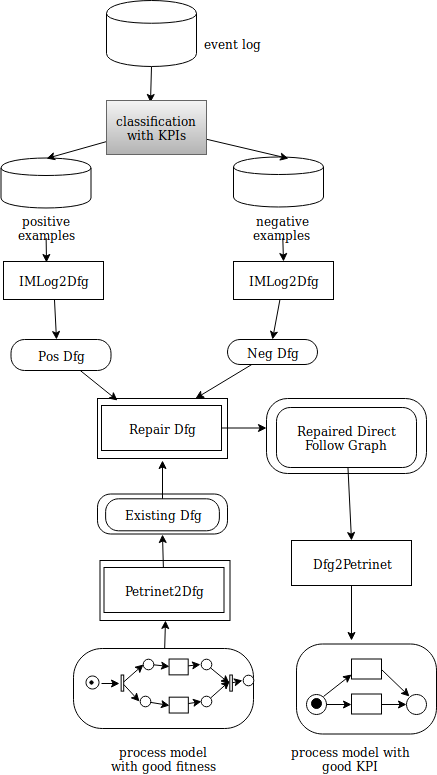 event log
classification
with KPIs
positive
examples
negative
examples
IMLog2Dfg
IMLog2Dfg
Pos Dfg
Neg Dfg
Repair Dfg
Repaired Direct
Follow Graph
Existing Dfg
Dfg2Petrinet
Petrinet2Dfg
process model
with good fitness
process model with
good KPI